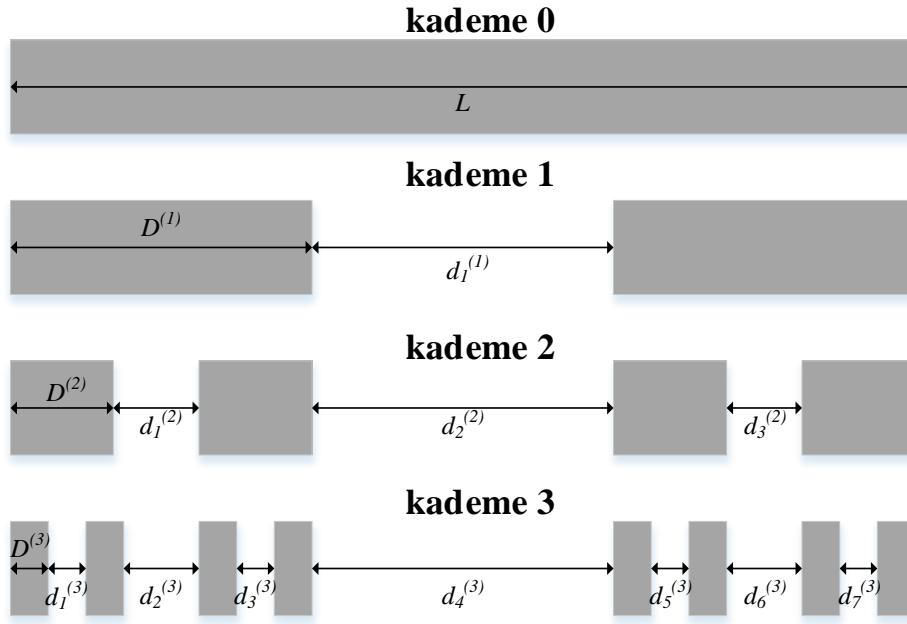 kademe 0
L
kademe 1
D(1)
d1(1)
kademe 2
D(2)
d1(2) d2(2) d3(2)
kademe 3
D(3)
d1(3) d2(3) d3(3) d4(3) d5(3) d6(3) d7(3)